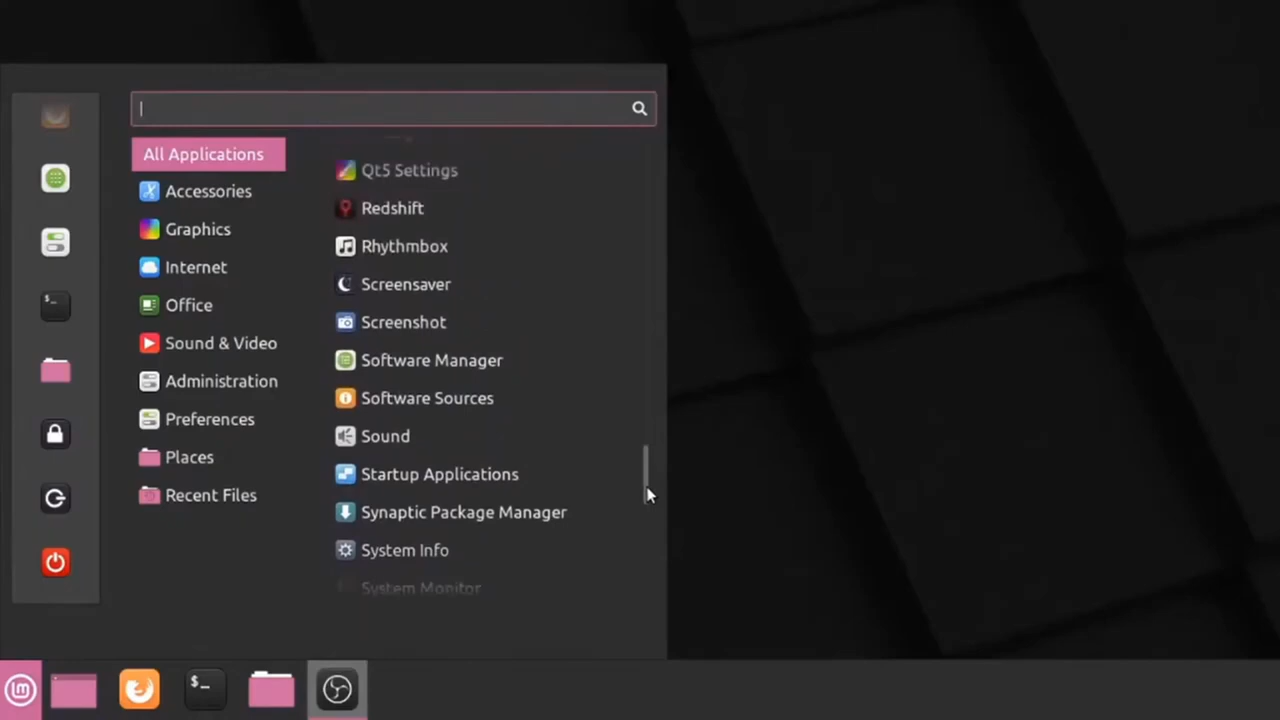 All Applications
Accessories
Graphics
Internet
Office
Sound & Video
Administration
Preferences
Places
Recent Files
Qt5 Settings
Redshift
Rhythmbox
Screensaver
Screenshot
Software Manager
Software Sources
Sound
Startup Applications
Synaptic Package Manager
System Info
System Monitor
$_
$_